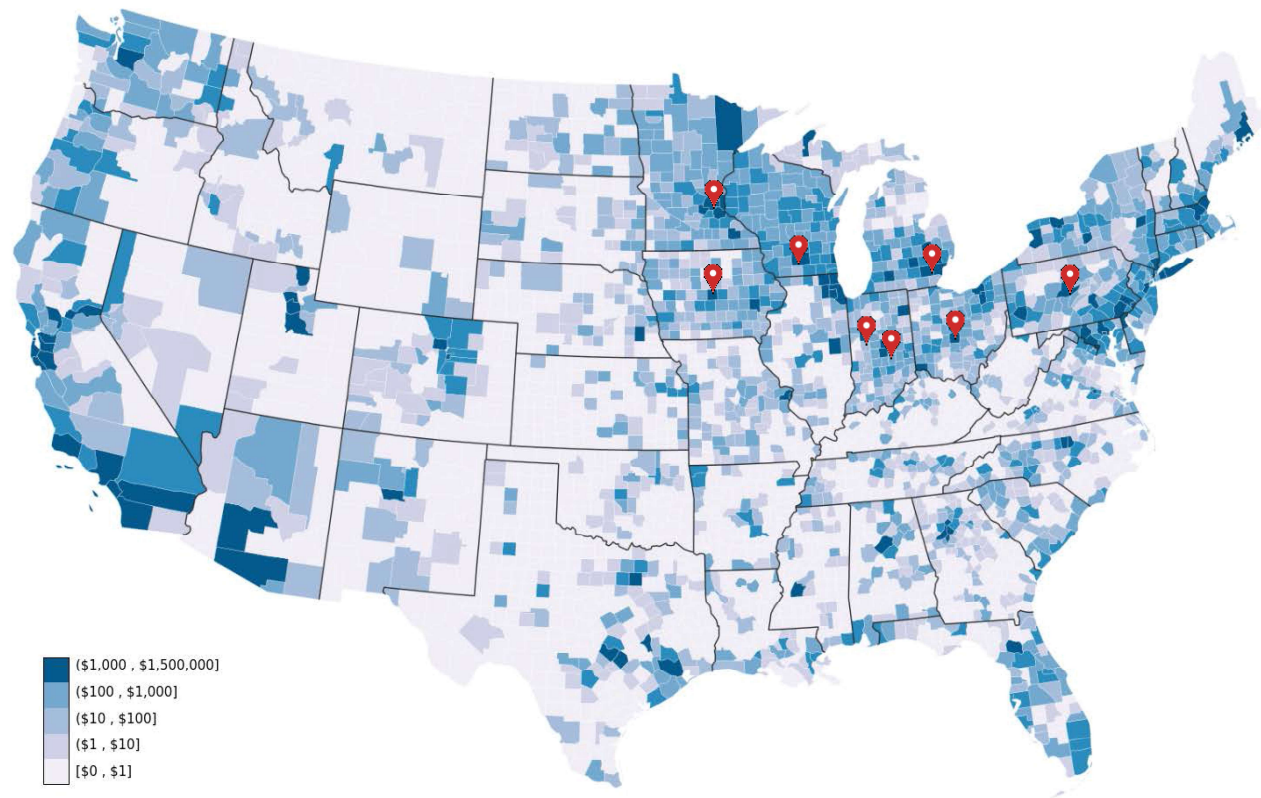 ($1,000 , $1,500,000]
($100 , $1,000]
($10 , $100]
($1 , $10]
[$0 , $1]